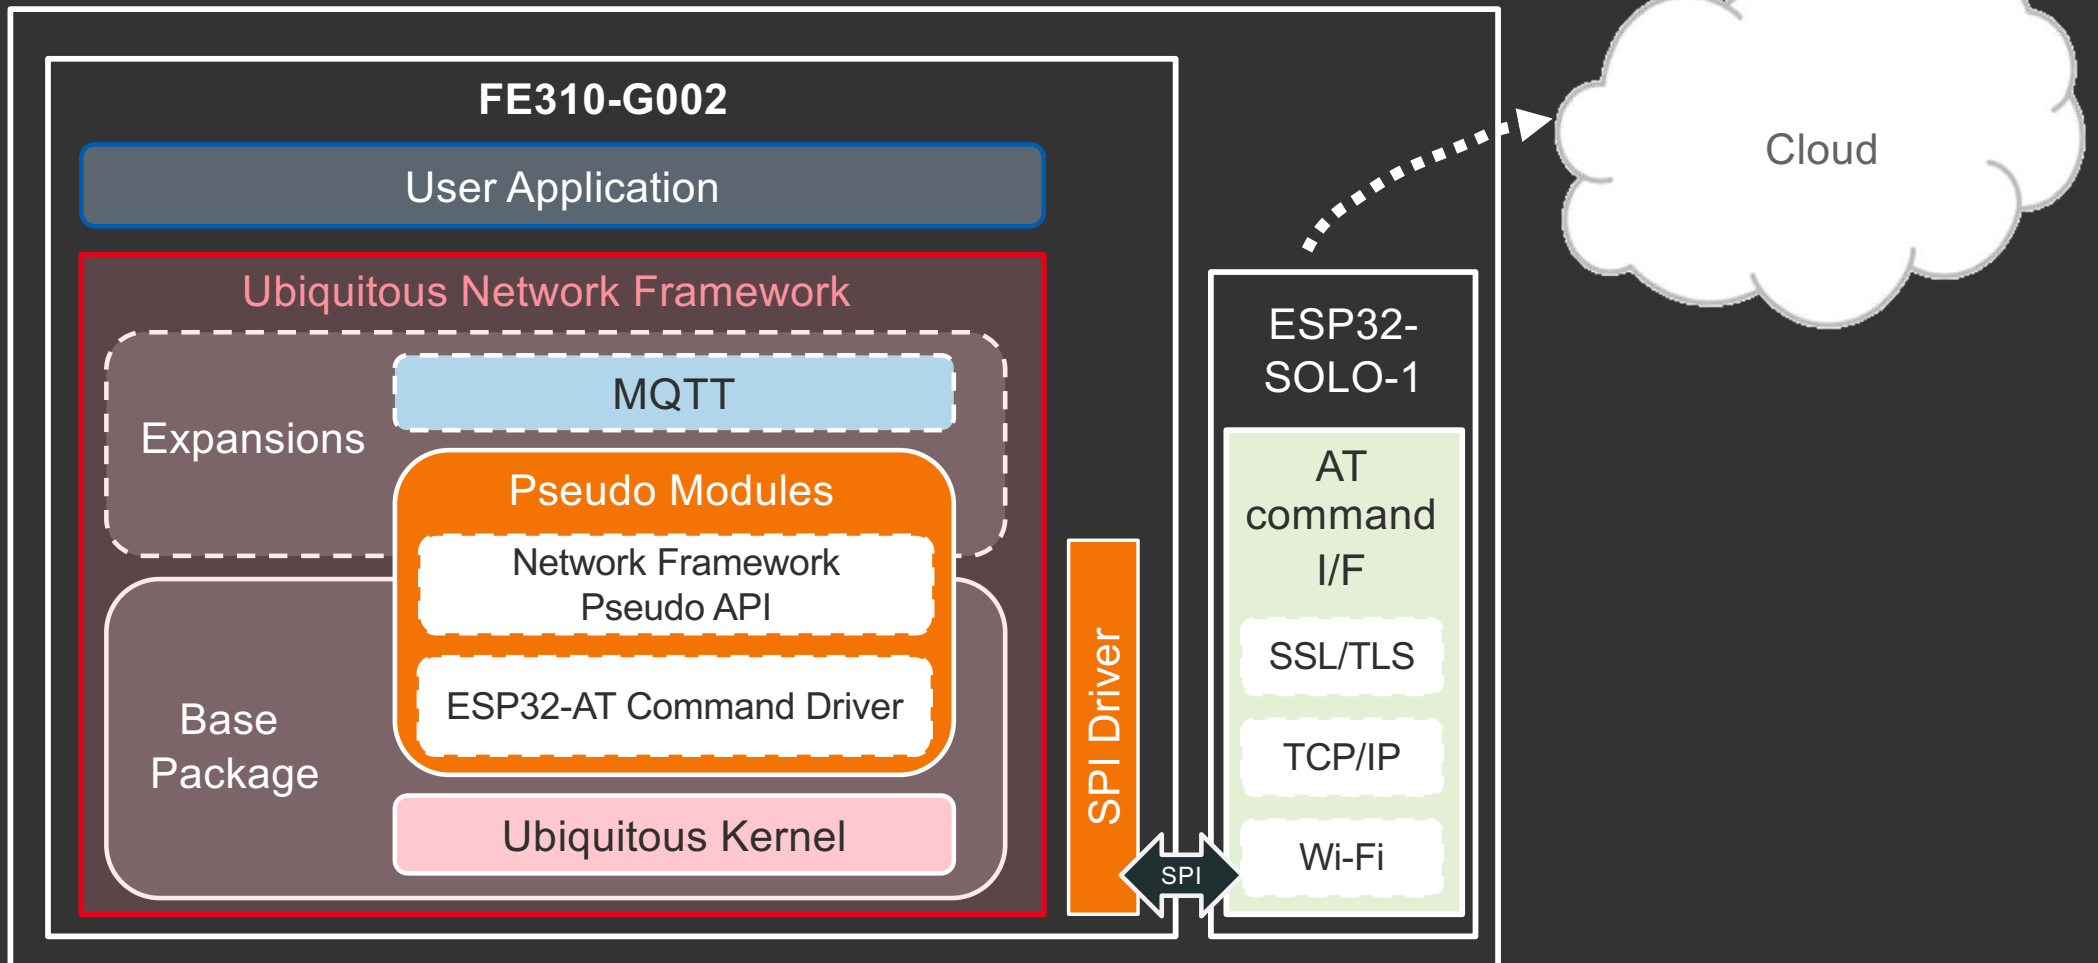 FE310-G002
User Application
Ubiquitous Network Framework
Expansions
MQTT
Pseudo Modules
Network Framework
Pseudo API
ESP32-AT Command Driver
Base
Package
Ubiquitous Kernel
SPI Driver
SPI
ESP32-
SOLO-1
AT
command
I/F
SSL/TLS
TCP/IP
Wi-Fi
Cloud